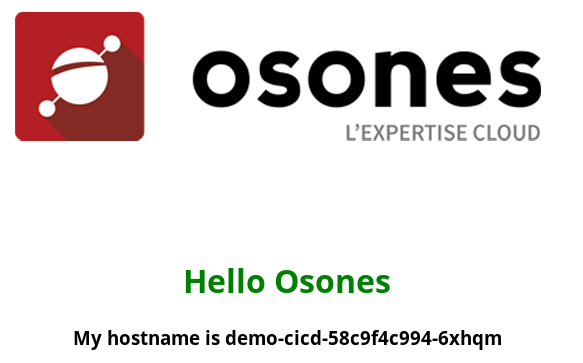 osones
L'EXPERTISE CLOUD
Hello Osones
My hostname is demo-cicd-58c9f4c994-6xhqm